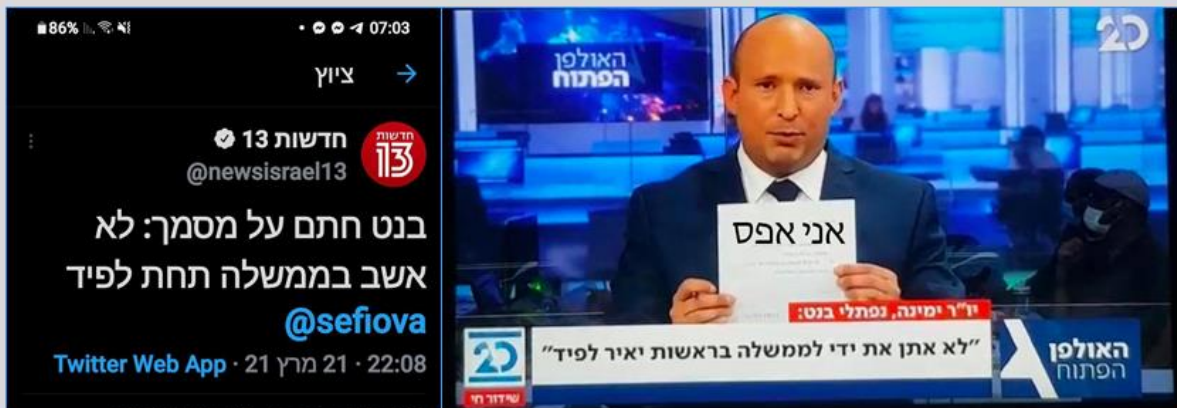 86% 07:03
ציוץ
חדשות 13
@newsisrael13
חדשות
13
בנט חתם על מסמך: לא
אשב בממשלה תחת לפיד
@sefiova
22:08 · 21 מרץ 21 · Twitter Web App
20
האולפן
הפתוח
אני אפס
יו"ר ימינה, נפתלי בנט:
"לא אתן את ידי לממשלה בראשות יאיר לפיד"
האולפן
הפתוח
20
שידור חי